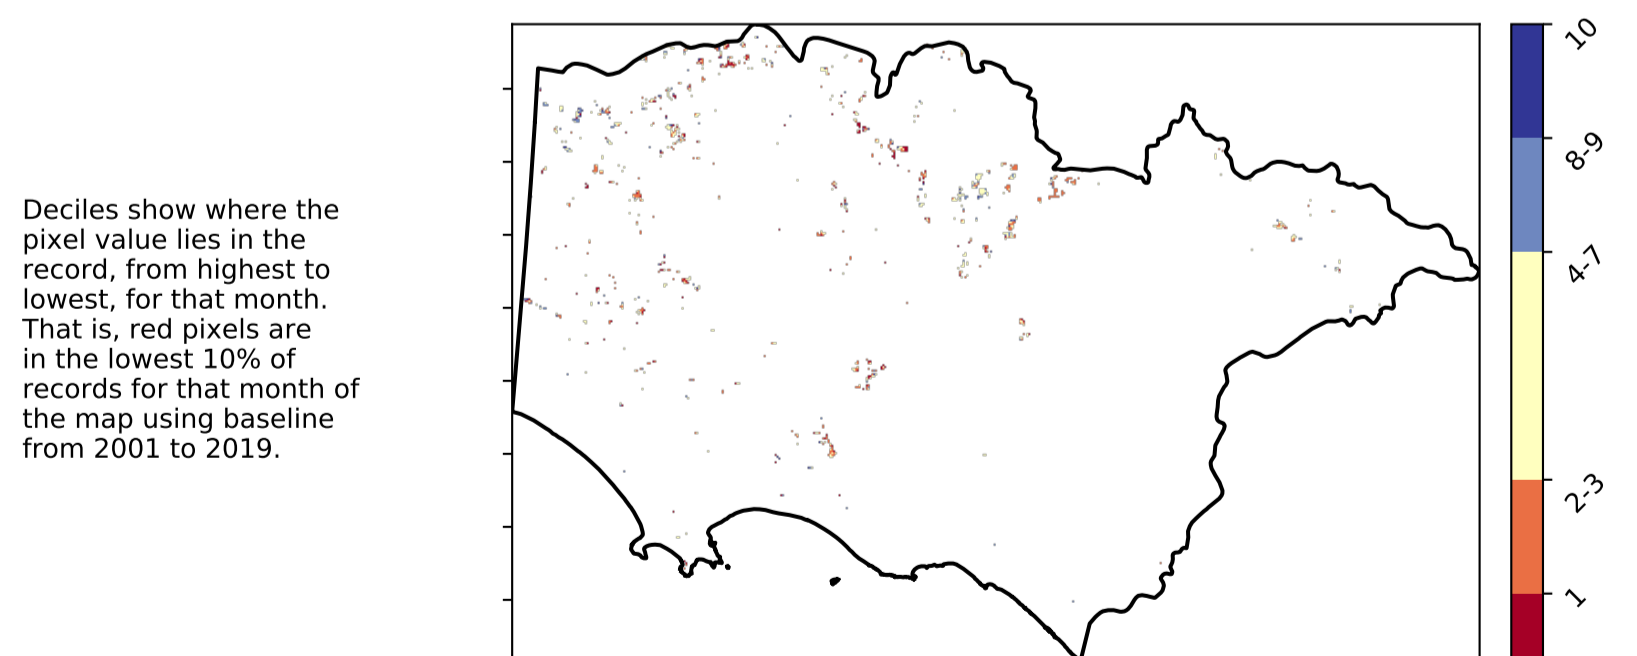 Deciles show where the
pixel value lies in the
record, from highest to
lowest, for that month.
That is, red pixels are
in the lowest 10% of
records for that month of
the map using baseline
from 2001 to 2019.
10
8-9
4-7
2-3
1